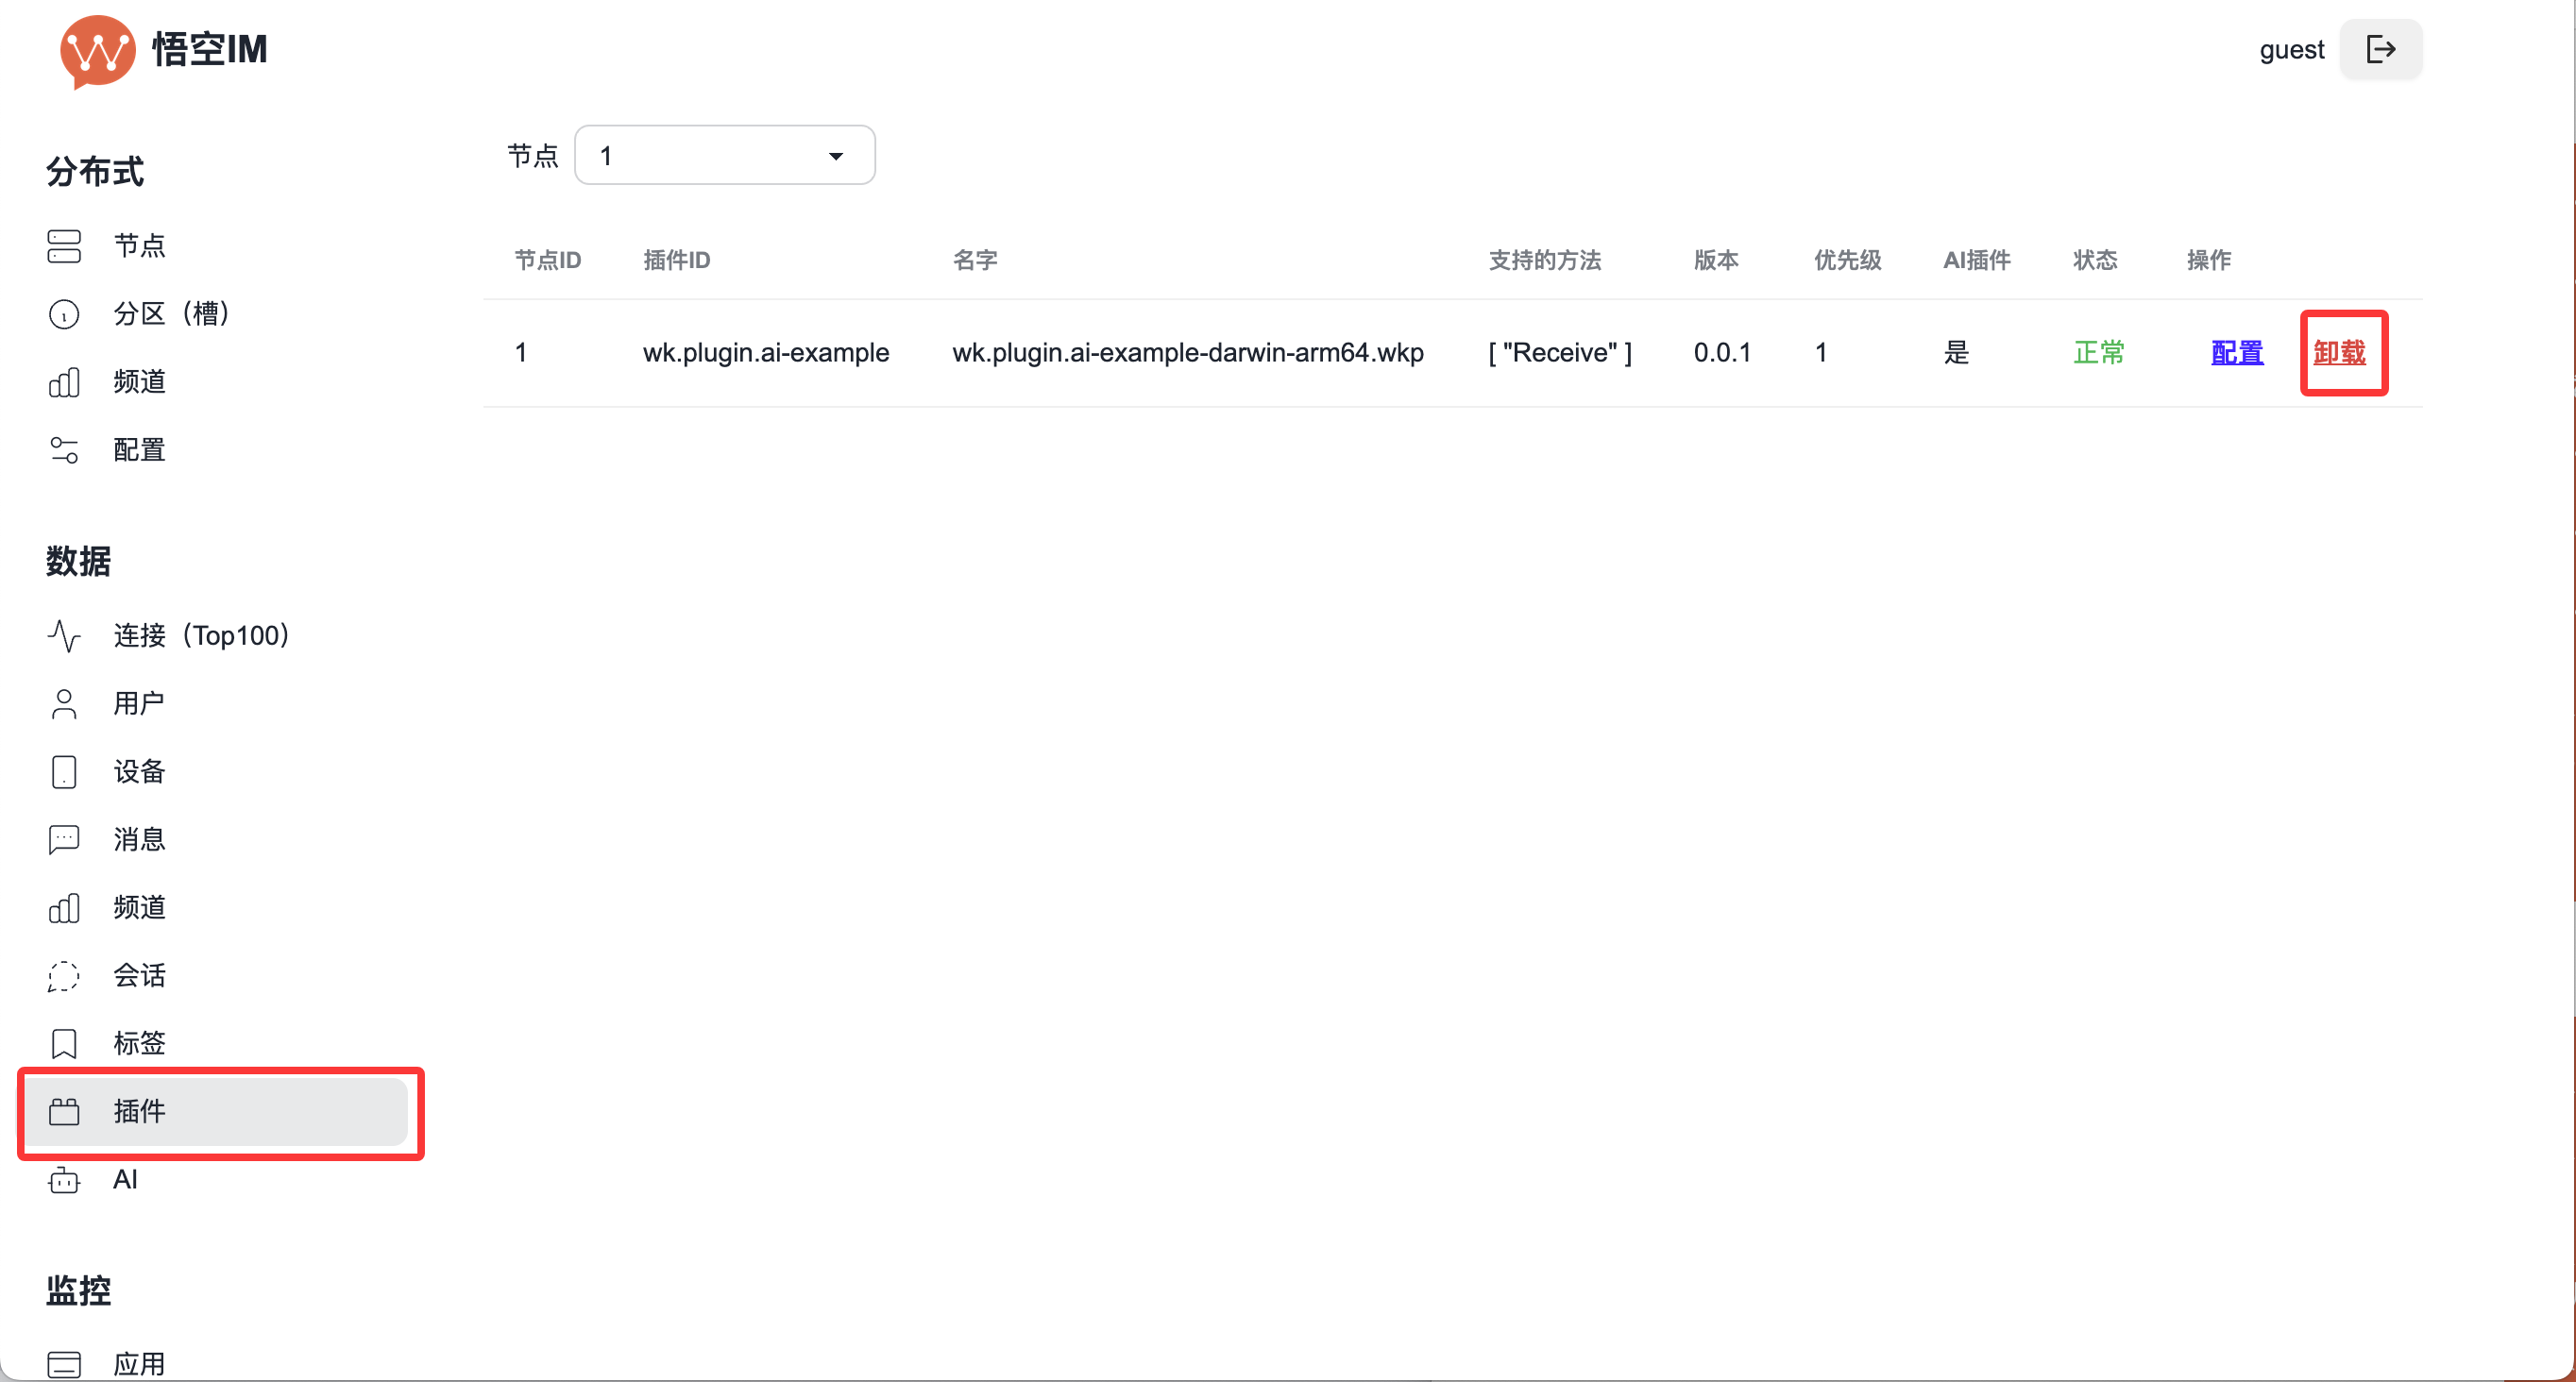 悟空IM
guest
分布式
节点
分区（槽）
频道
配置
数据
连接（Top100）
用户
设备
消息
频道
会话
标签
插件
AI
监控
应用
节点 1
节点ID 插件ID 名字 支持的方法 版本 优先级 AI插件 状态 操作
1 wk.plugin.ai-example wk.plugin.ai-example-darwin-arm64.wkp [ "Receive" ] 0.0.1 1 是 正常 配置 卸载